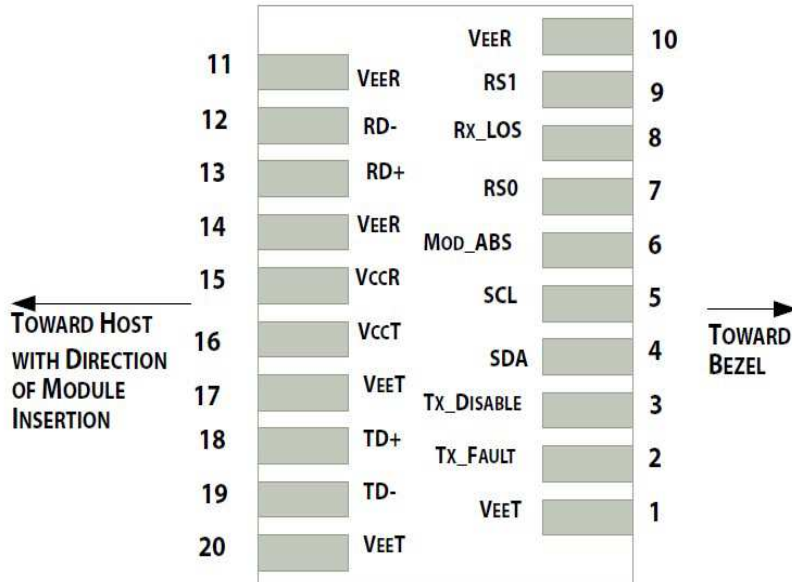 VEER 10
11 VEER
RS1 9
12 RD-
RX_LOS 8
13 RD+
RS0 7
14 VEER
MOD_ABS 6
15 VCCR
SCL 5
16 VCCT
SDA 4
17 VEET
TX_DISABLE 3
18 TD+
TX_FAULT 2
19 TD-
VEET 1
20 VEET
TOWARD HOST
WITH DIRECTION
OF MODULE
INSERTION
TOWARD
BEZEL